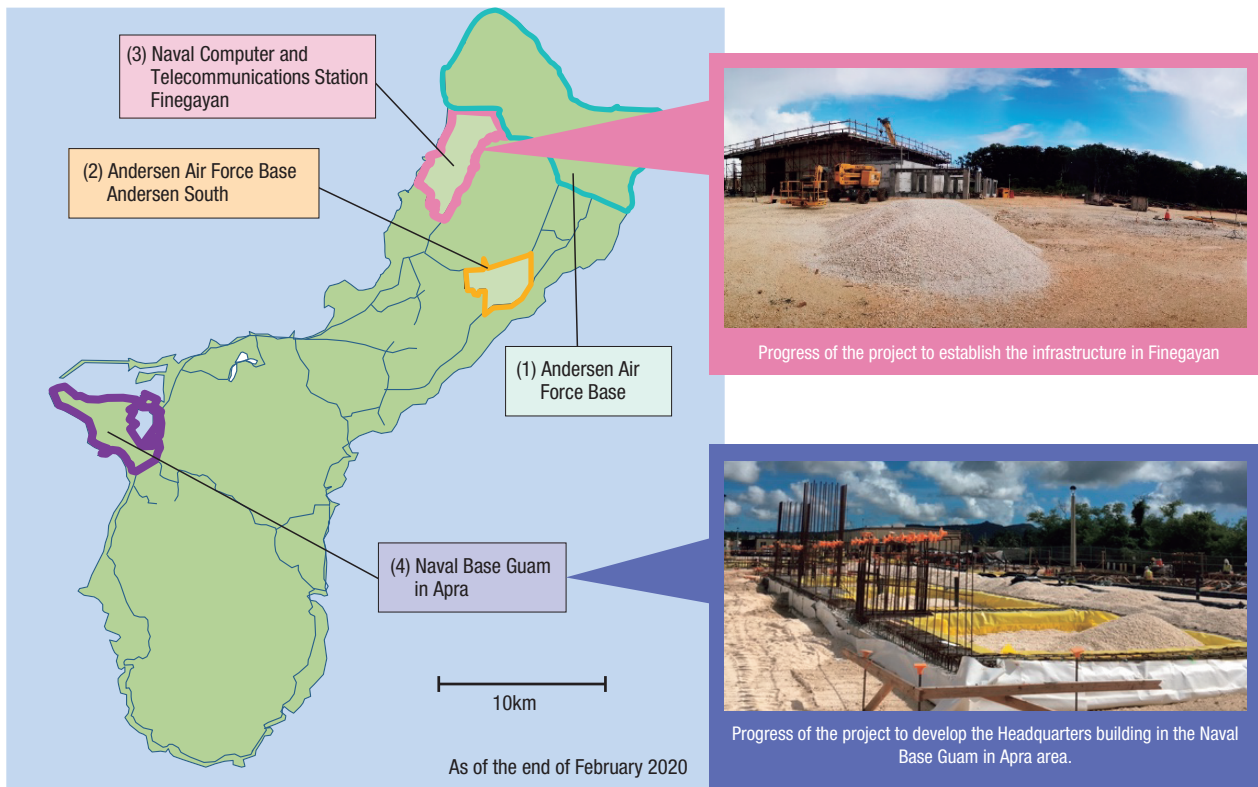 (3) Naval Computer and
Telecommunications Station
Finegayan
(2) Andersen Air Force Base
Andersen South
(1) Andersen Air
Force Base
(4) Naval Base Guam
in Apra
10km
As of the end of February 2020
Progress of the project to establish the infrastructure in Finegayan
Progress of the project to develop the Headquarters building in the Naval
Base Guam in Apra area.